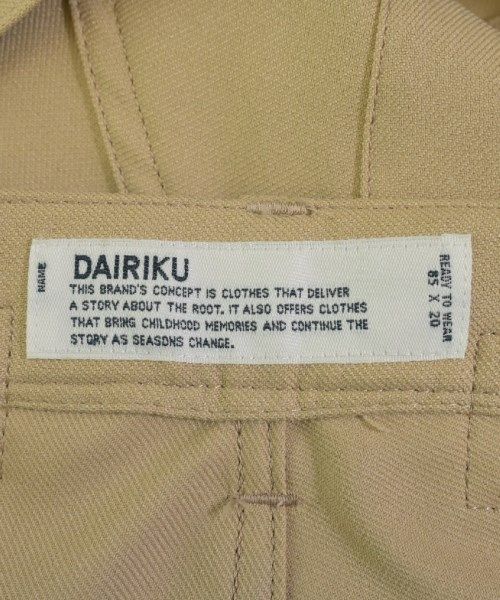 NAME
DAIRIKU
THIS BRAND'S CONCEPT IS CLOTHES THAT DELIVER
A STORY ABOUT THE ROOT. IT ALSO OFFERS CLOTHES
THAT BRING CHILDHOOD MEMORIES AND CONTINUE THE
STORY AS SEASONS CHANGE.
READY TO WEAR
85 X 20